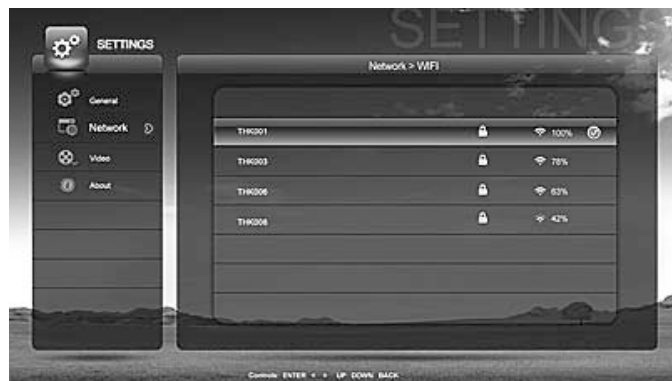 SETTINGS
SETTINGS
Network > WIFI
General
Network
Video
About
THK001 100%
THK003 78%
THK006 63%
THK008 42%
Controls: ENTER < > UP DOWN BACK